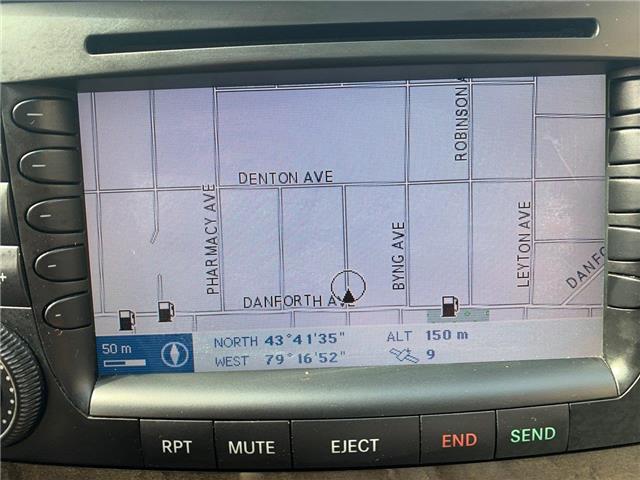 ROBINSON A
DENTON AVE
PHARMACY AVE
BYNG AVE
LEYTON AVE
DANF
DANFORTH AVE
50 m
NORTH 43°41'35" ALT 150 m
WEST 79°16'52" 9
RPT MUTE EJECT END SEND